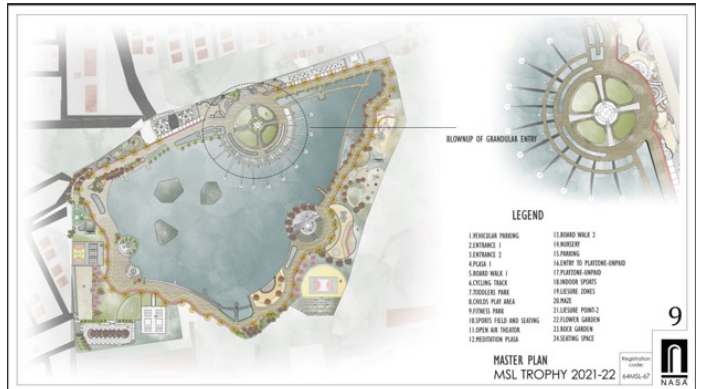 BLOWNUP OF GRANDULAR ENTRY
LEGEND
1.VEHICULAR PARKING
2.ENTRANCE 1
3.ENTRANCE 2
4.PLASA 1
5.BOARD WALK 1
6.CYCLING TRACK
7.TODDLERS PARK
8.CHILDS PLAY AREA
9.FITNESS PARK
10.SPORTS FIELD AND SEATING
11.OPEN AIR THEATOR
12.MEDITATION PLASA
13.BOARD WALK 2
14.NURSERY
15.PARKING
16.ENTRY TO PLAYZONE-UNPAID
17.PLAYZONE-UNPAID
18.INDOOR SPORTS
19.LIESURE ZONES
20.MAZE
21.LIESURE POINT-2
22.FLOWER GARDEN
23.ROCK GARDEN
24.SEATING SPACE
9
MASTER PLAN
MSL TROPHY 2021-22
Registration
code:
64MSL-67
NASA